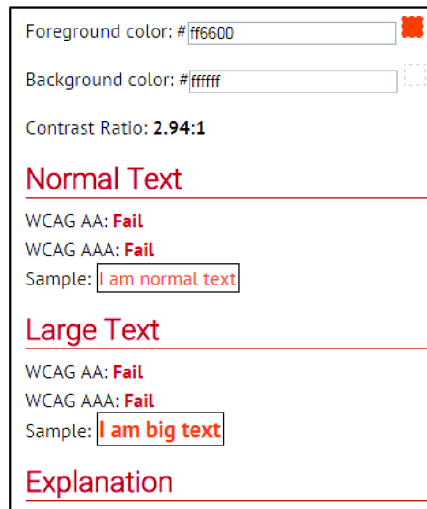 Foreground color: #ff6600
Background color: #ffffff
Contrast Ratio: 2.94:1
Normal Text
WCAG AA: Fail
WCAG AAA: Fail
Sample: I am normal text
Large Text
WCAG AA: Fail
WCAG AAA: Fail
Sample: I am big text
Explanation